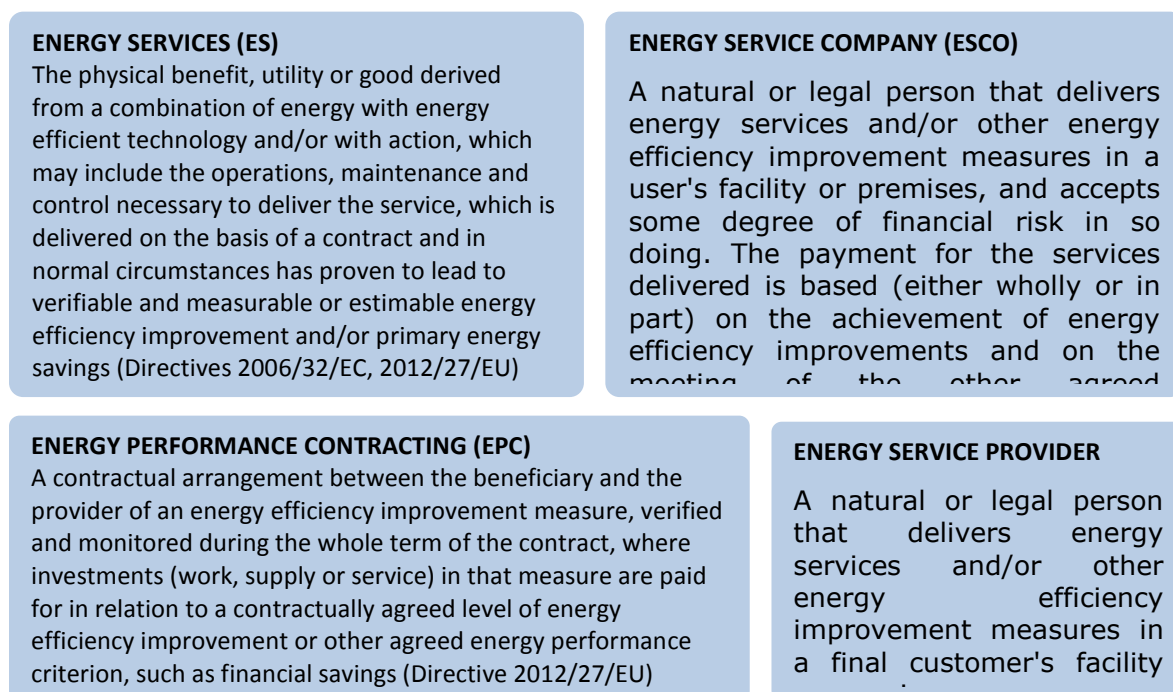 ENERGY SERVICES (ES)
The physical benefit, utility or good derived
from a combination of energy with energy
efficient technology and/or with action, which
may include the operations, maintenance and
control necessary to deliver the service, which is
delivered on the basis of a contract and in
normal circumstances has proven to lead to
verifiable and measurable or estimable energy
efficiency improvement and/or primary energy
savings (Directives 2006/32/EC, 2012/27/EU)
ENERGY SERVICE COMPANY (ESCO)
A natural or legal person that delivers
energy services and/or other energy
efficiency improvement measures in a
user's facility or premises, and accepts
some degree of financial risk in so
doing. The payment for the services
delivered is based (either wholly or in
part) on the achievement of energy
efficiency improvements and on the
meeting of the other agreed
ENERGY PERFORMANCE CONTRACTING (EPC)
A contractual arrangement between the beneficiary and the
provider of an energy efficiency improvement measure, verified
and monitored during the whole term of the contract, where
investments (work, supply or service) in that measure are paid
for in relation to a contractually agreed level of energy
efficiency improvement or other agreed energy performance
criterion, such as financial savings (Directive 2012/27/EU)
ENERGY SERVICE PROVIDER
A natural or legal person
that delivers energy
services and/or other
energy efficiency
improvement measures in
a final customer's facility